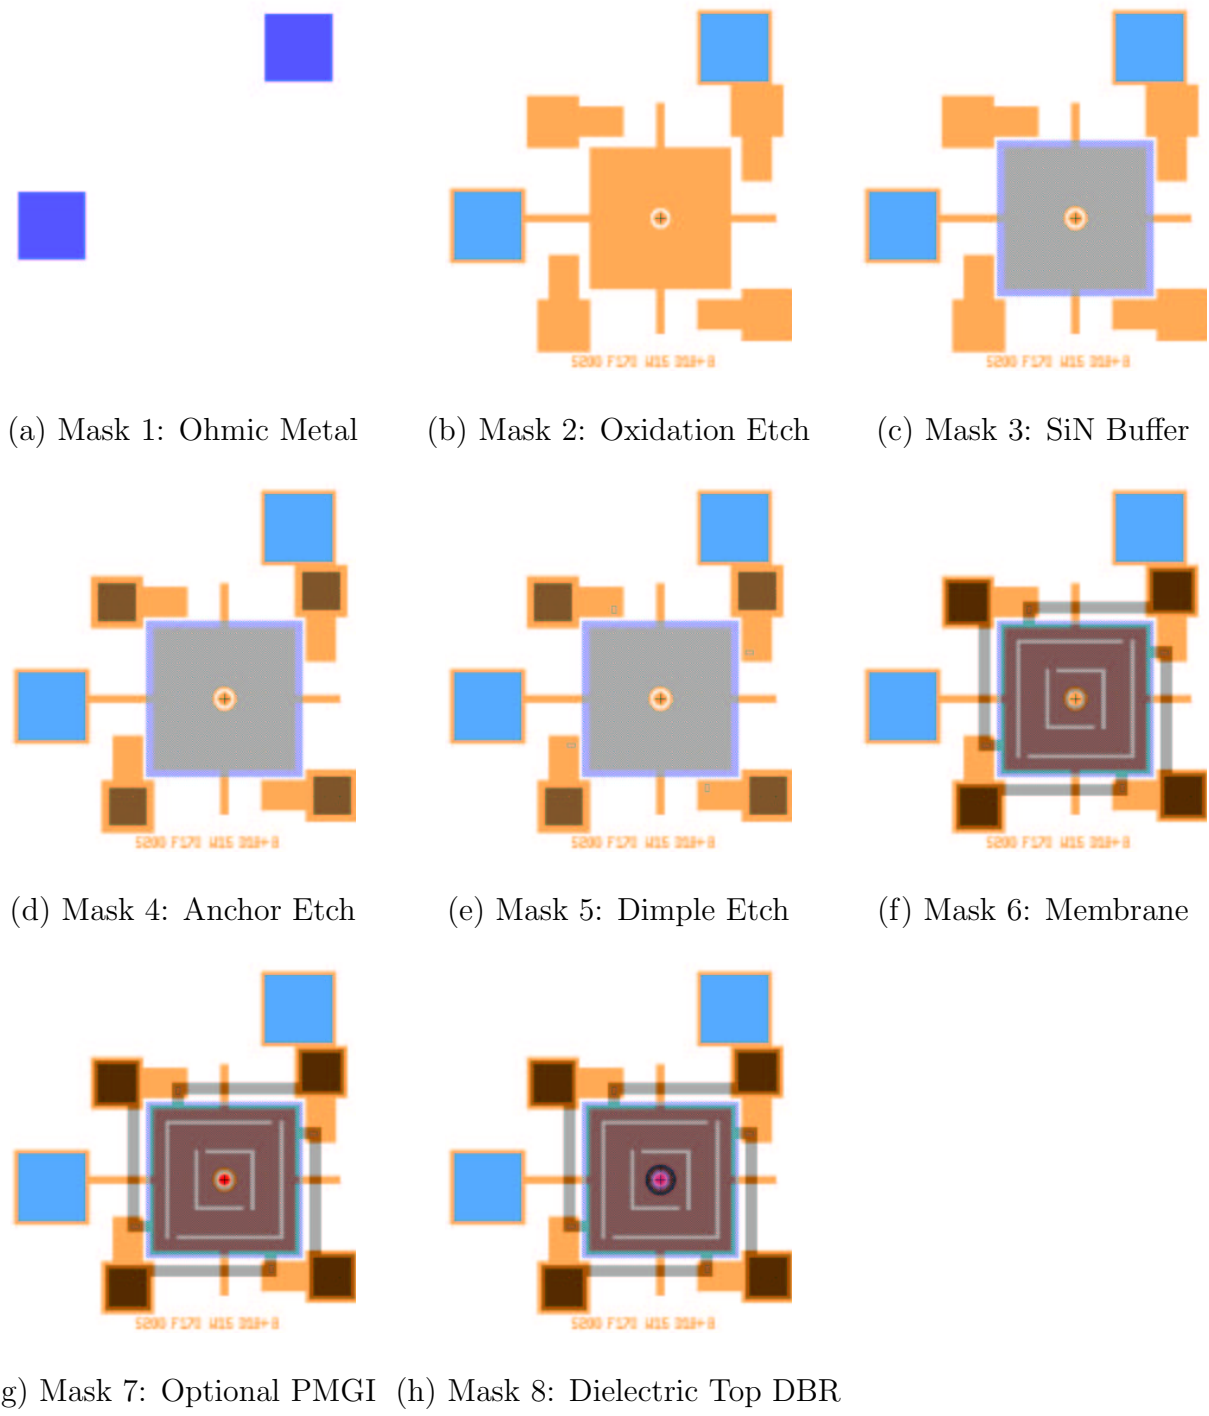 (a) Mask 1: Ohmic Metal
(b) Mask 2: Oxidation Etch
(c) Mask 3: SiN Buffer
(d) Mask 4: Anchor Etch
(e) Mask 5: Dimple Etch
(f) Mask 6: Membrane
g) Mask 7: Optional PMGI
(h) Mask 8: Dielectric Top DBR